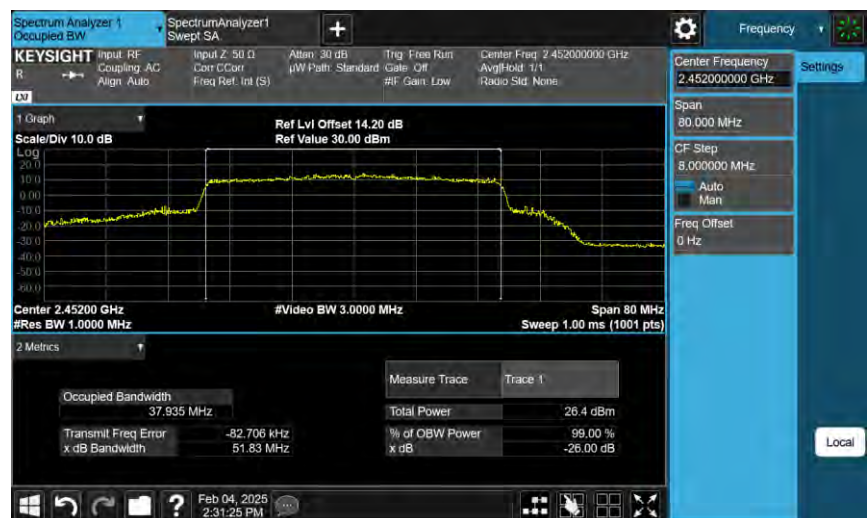 Spectrum Analyzer 1
Occupied BW
SpectrumAnalyzer1
Swept SA
+
Frequency
KEYSIGHT
R
LXI
Input: RF
Coupling: AC
Align: Auto
Input Z: 50 Ω
Corr CCorr
Freq Ref: Int (S)
Atten: 30 dB
µW Path: Standard
Trig: Free Run
Gate: Off
#IF Gain: Low
Center Freq: 2.452000000 GHz
Avg|Hold: 1/1
Radio Std: None
Center Frequency
2.452000000 GHz
Settings
Span
80.000 MHz
CF Step
8.000000 MHz
Auto
Man
Freq Offset
0 Hz
1 Graph
Scale/Div 10.0 dB
Ref Lvl Offset 14.20 dB
Ref Value 30.00 dBm
Log
20.0
10.0
0.00
-10.0
-20.0
-30.0
-40.0
-50.0
-60.0
Center 2.45200 GHz
#Res BW 1.0000 MHz
#Video BW 3.0000 MHz
Span 80 MHz
Sweep 1.00 ms (1001 pts)
2 Metrics
Measure Trace Trace 1
Occupied Bandwidth
37.935 MHz
Total Power 26.4 dBm
Transmit Freq Error -82.706 kHz
% of OBW Power 99.00 %
x dB Bandwidth 51.83 MHz
x dB -26.00 dB
Local
?
Feb 04, 2025
2:31:25 PM